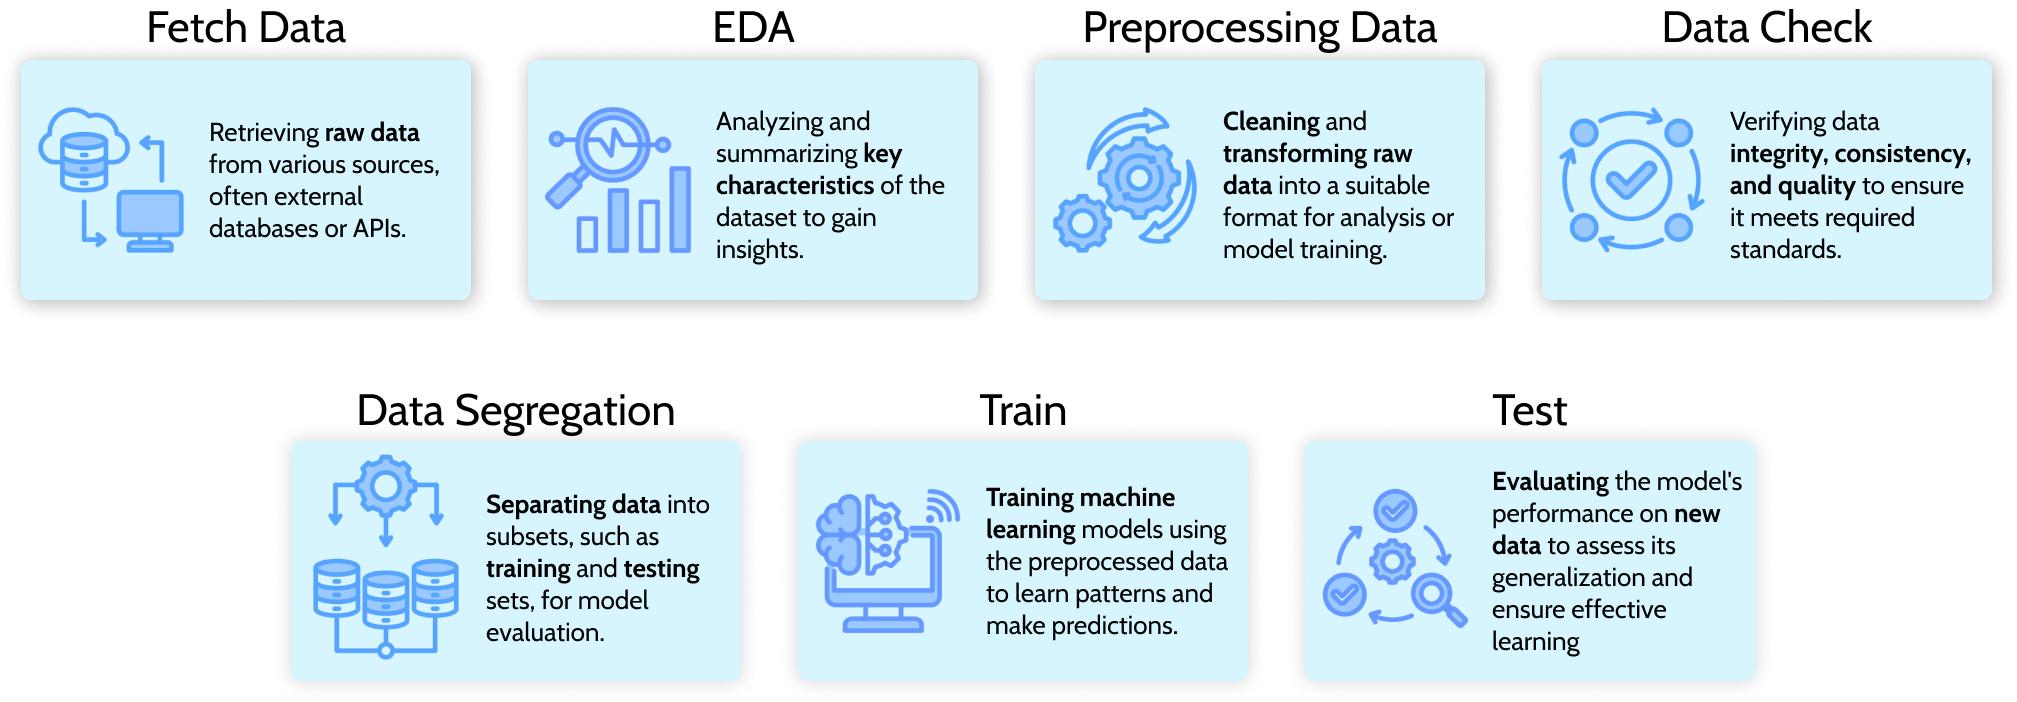 Fetch Data
Retrieving raw data
from various sources,
often external
databases or APIs.
EDA
Analyzing and
summarizing key
characteristics of the
dataset to gain
insights.
Preprocessing Data
Cleaning and
transforming raw
data into a suitable
format for analysis or
model training.
Data Check
Verifying data
integrity, consistency,
and quality to ensure
it meets required
standards.
Data Segregation
Separating data into
subsets, such as
training and testing
sets, for model
evaluation.
Train
Training machine
learning models using
the preprocessed data
to learn patterns and
make predictions.
Test
Evaluating the model's
performance on new
data to assess its
generalization and
ensure effective
learning